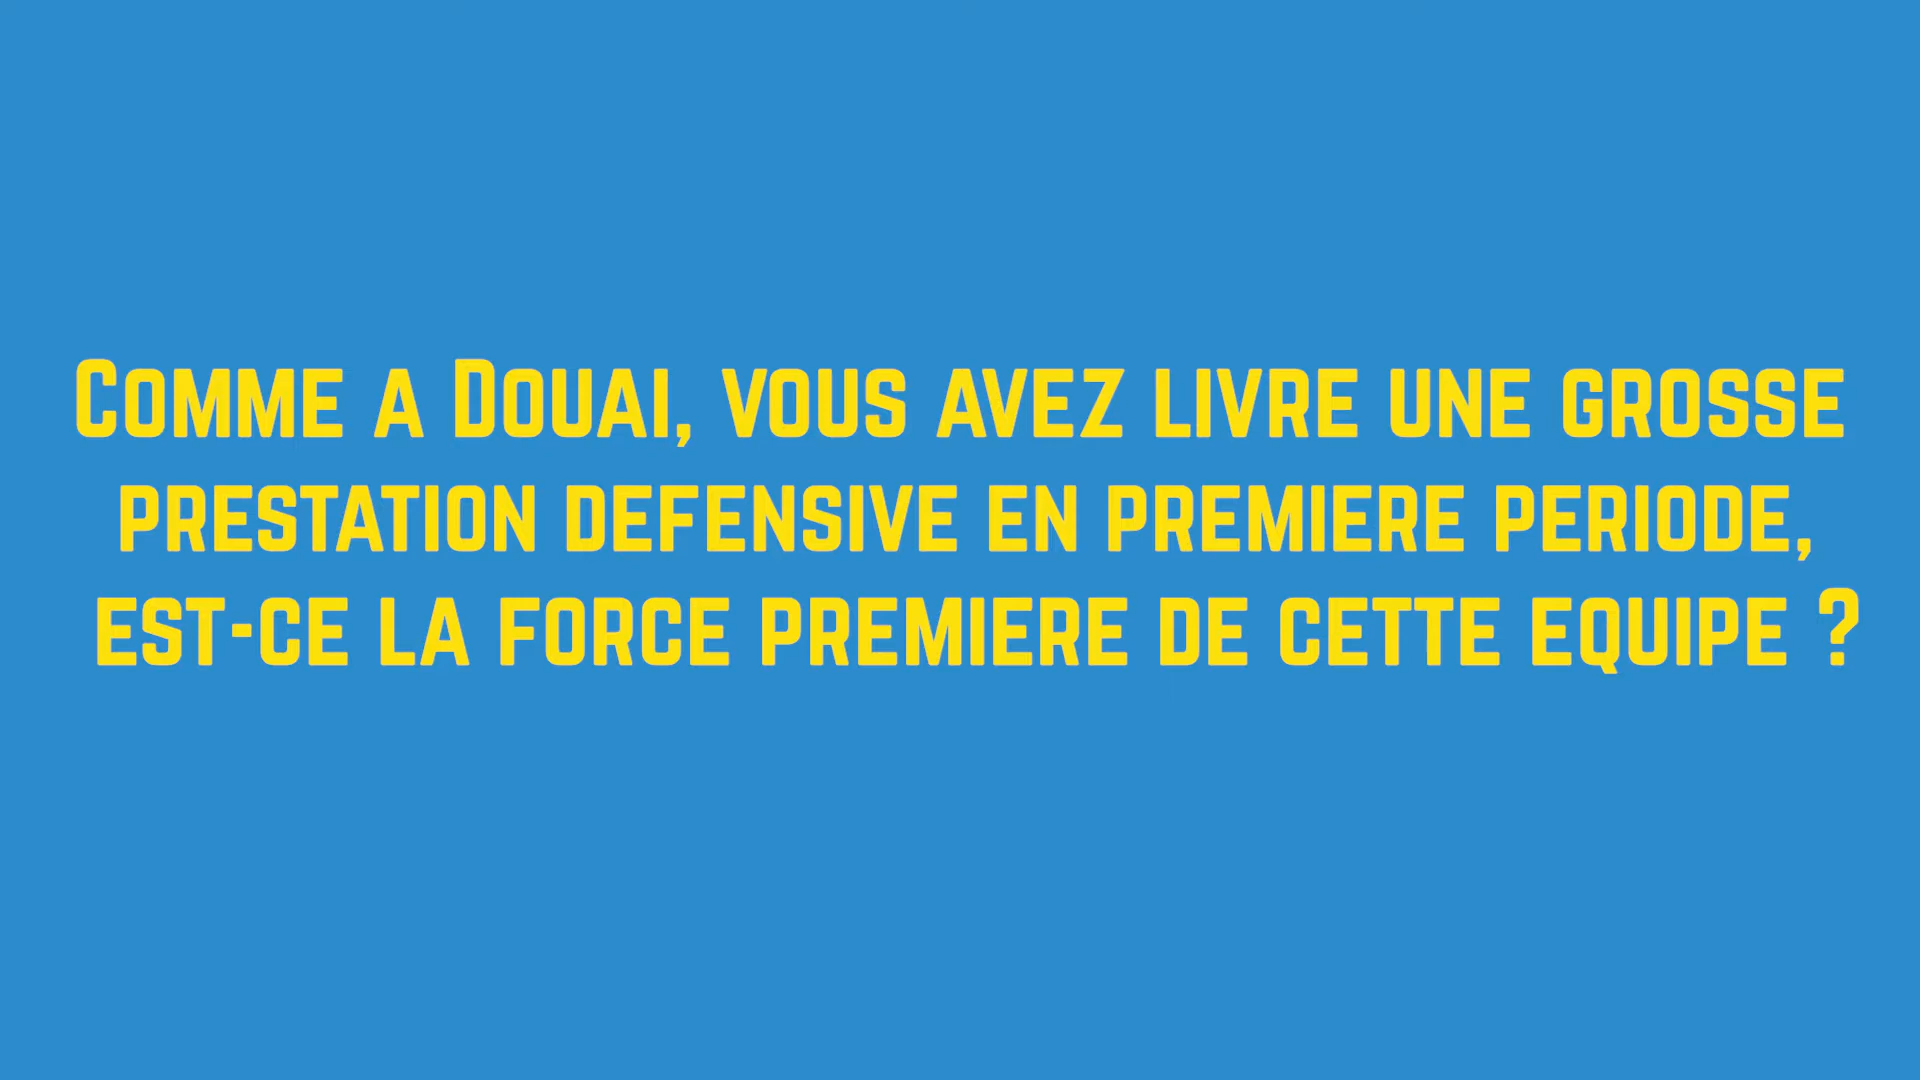 Comme a Douai, vous avez livre une grosse
prestation defensive en premiere periode,
est-ce la force premiere de cette equipe ?